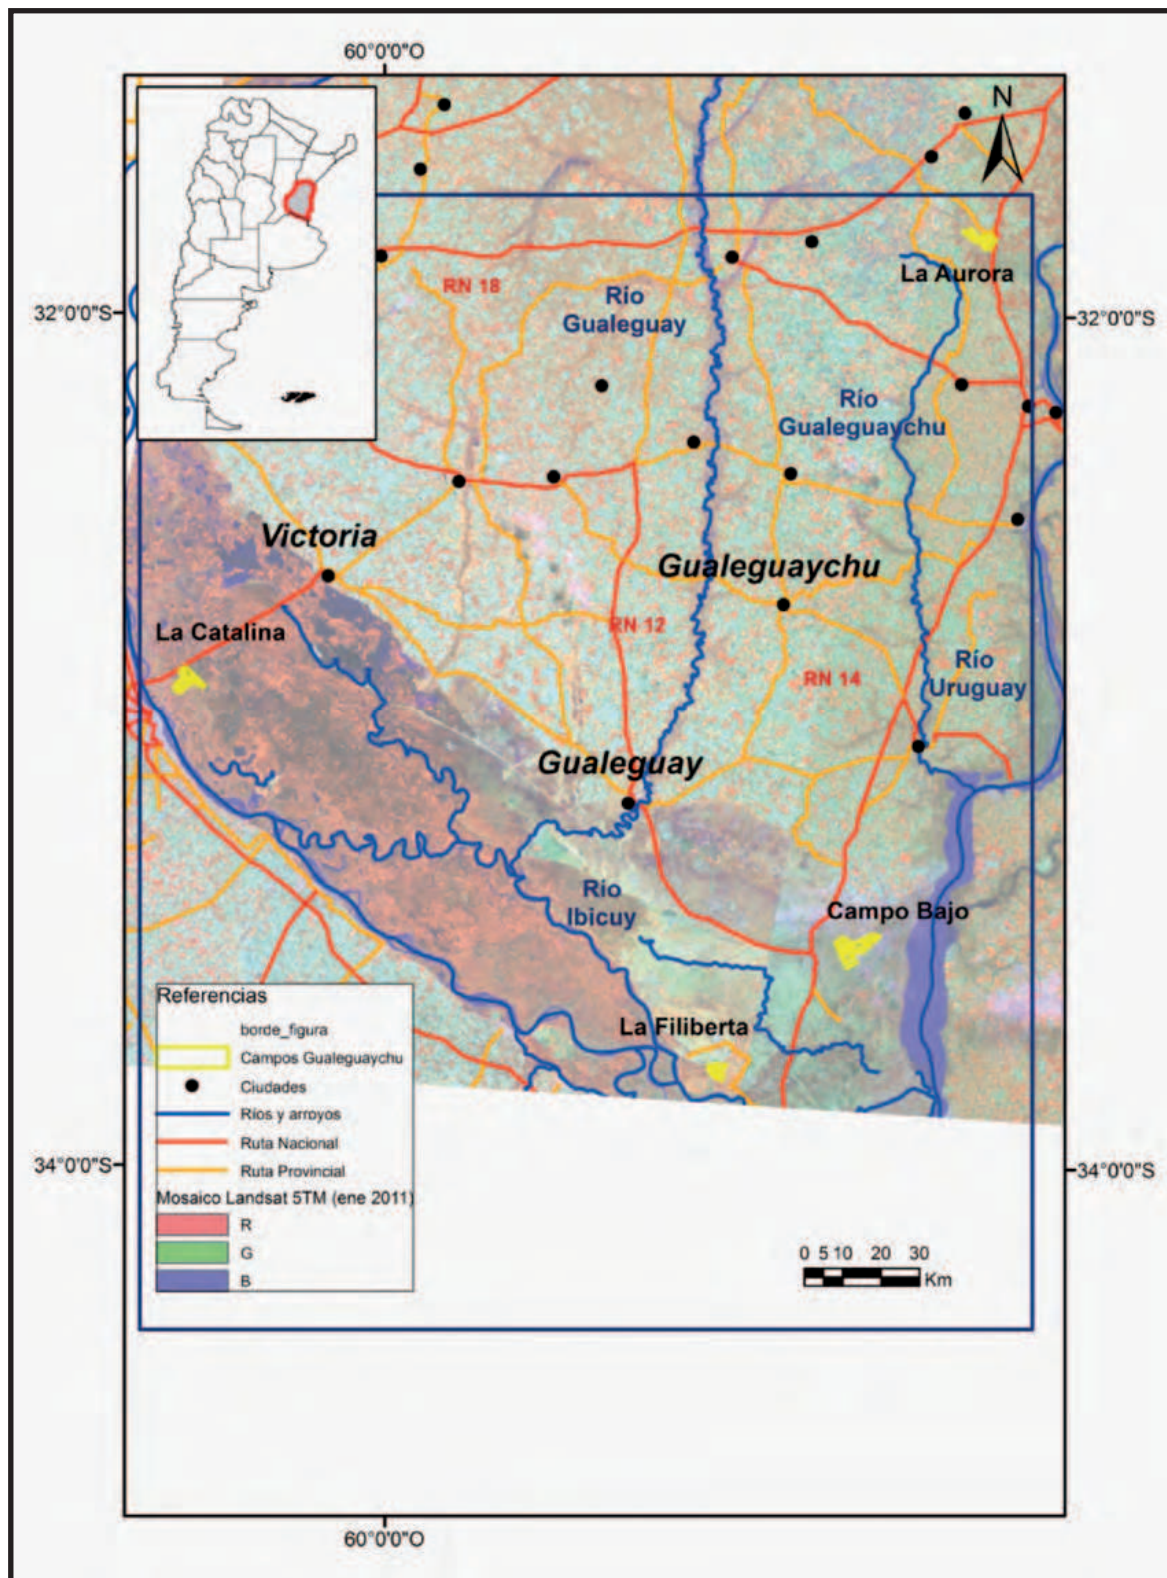 60°0'0"O
N
La Aurora
RN 18
Río
Gualeguay
32°0'0"S
32°0'0"S
Río
Gualeguaychu
Victoria
Gualeguaychu
La Catalina
RN 12
Río
Uruguay
RN 14
Gualeguay
Río
Ibicuy
Campo Bajo
La Filiberta
Referencias
borde_figura
Campos Gualeguaychu
Ciudades
Ríos y arroyos
Ruta Nacional
Ruta Provincial
Mosaico Landsat 5TM (ene 2011)
R
G
B
34°0'0"S
34°0'0"S
0 5 10 20 30
Km
60°0'0"O